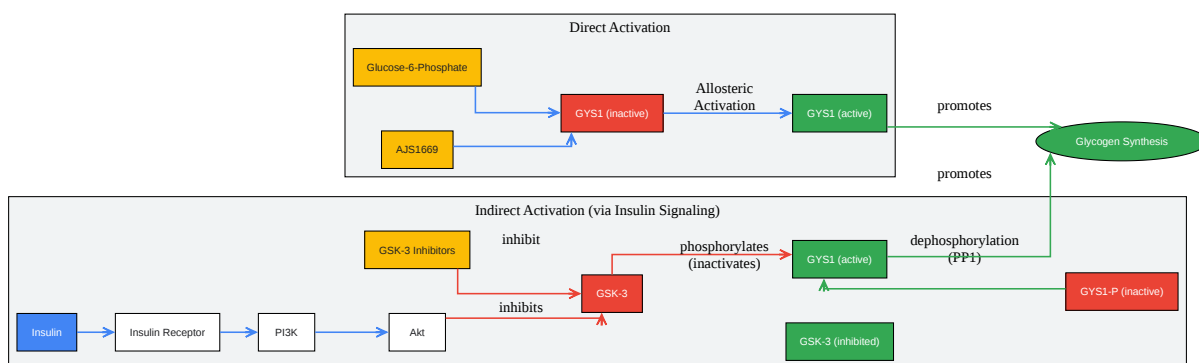 Direct Activation
Glucose-6-Phosphate
GYS1 (inactive)
Allosteric
Activation
GYS1 (active)
promotes
AJS1669
Glycogen Synthesis
promotes
Indirect Activation (via Insulin Signaling)
GSK-3 Inhibitors
inhibit
phosphorylates
(inactivates)
GYS1 (active)
dephosphorylation
(PP1)
GSK-3
GYS1-P (inactive)
inhibits
Insulin
Insulin Receptor
PI3K
Akt
GSK-3 (inhibited)